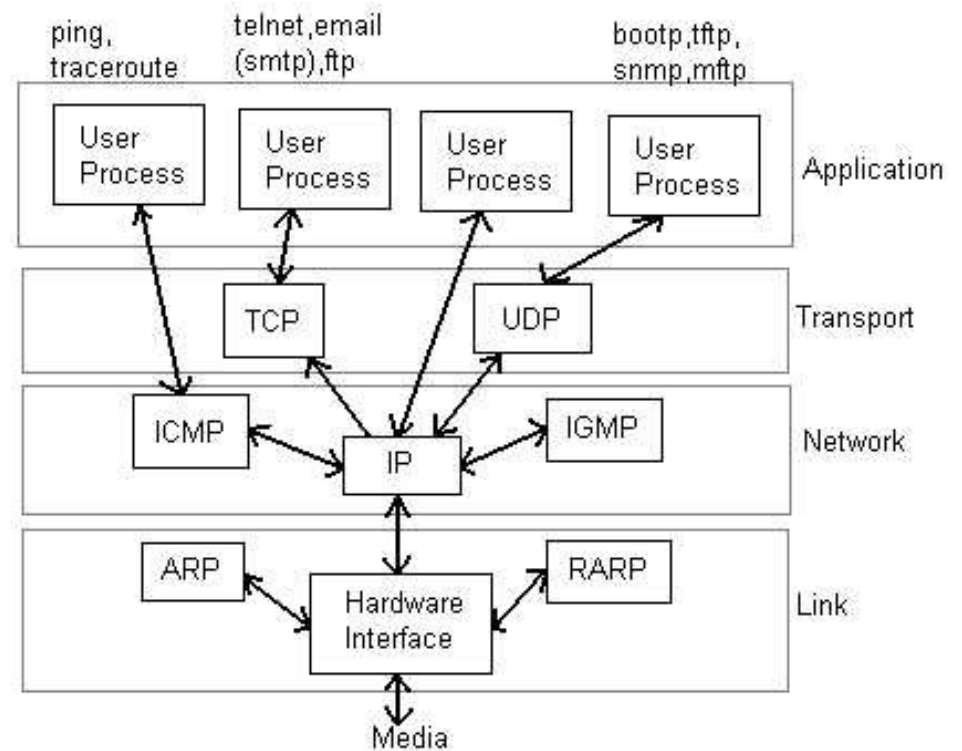 ping,
traceroute
telnet,email
(smtp),ftp
bootp,tftp,
snmp,mftp
User
Process
User
Process
User
Process
User
Process
Application
TCP
UDP
Transport
ICMP
IP
IGMP
Network
ARP
Hardware
Interface
RARP
Link
Media